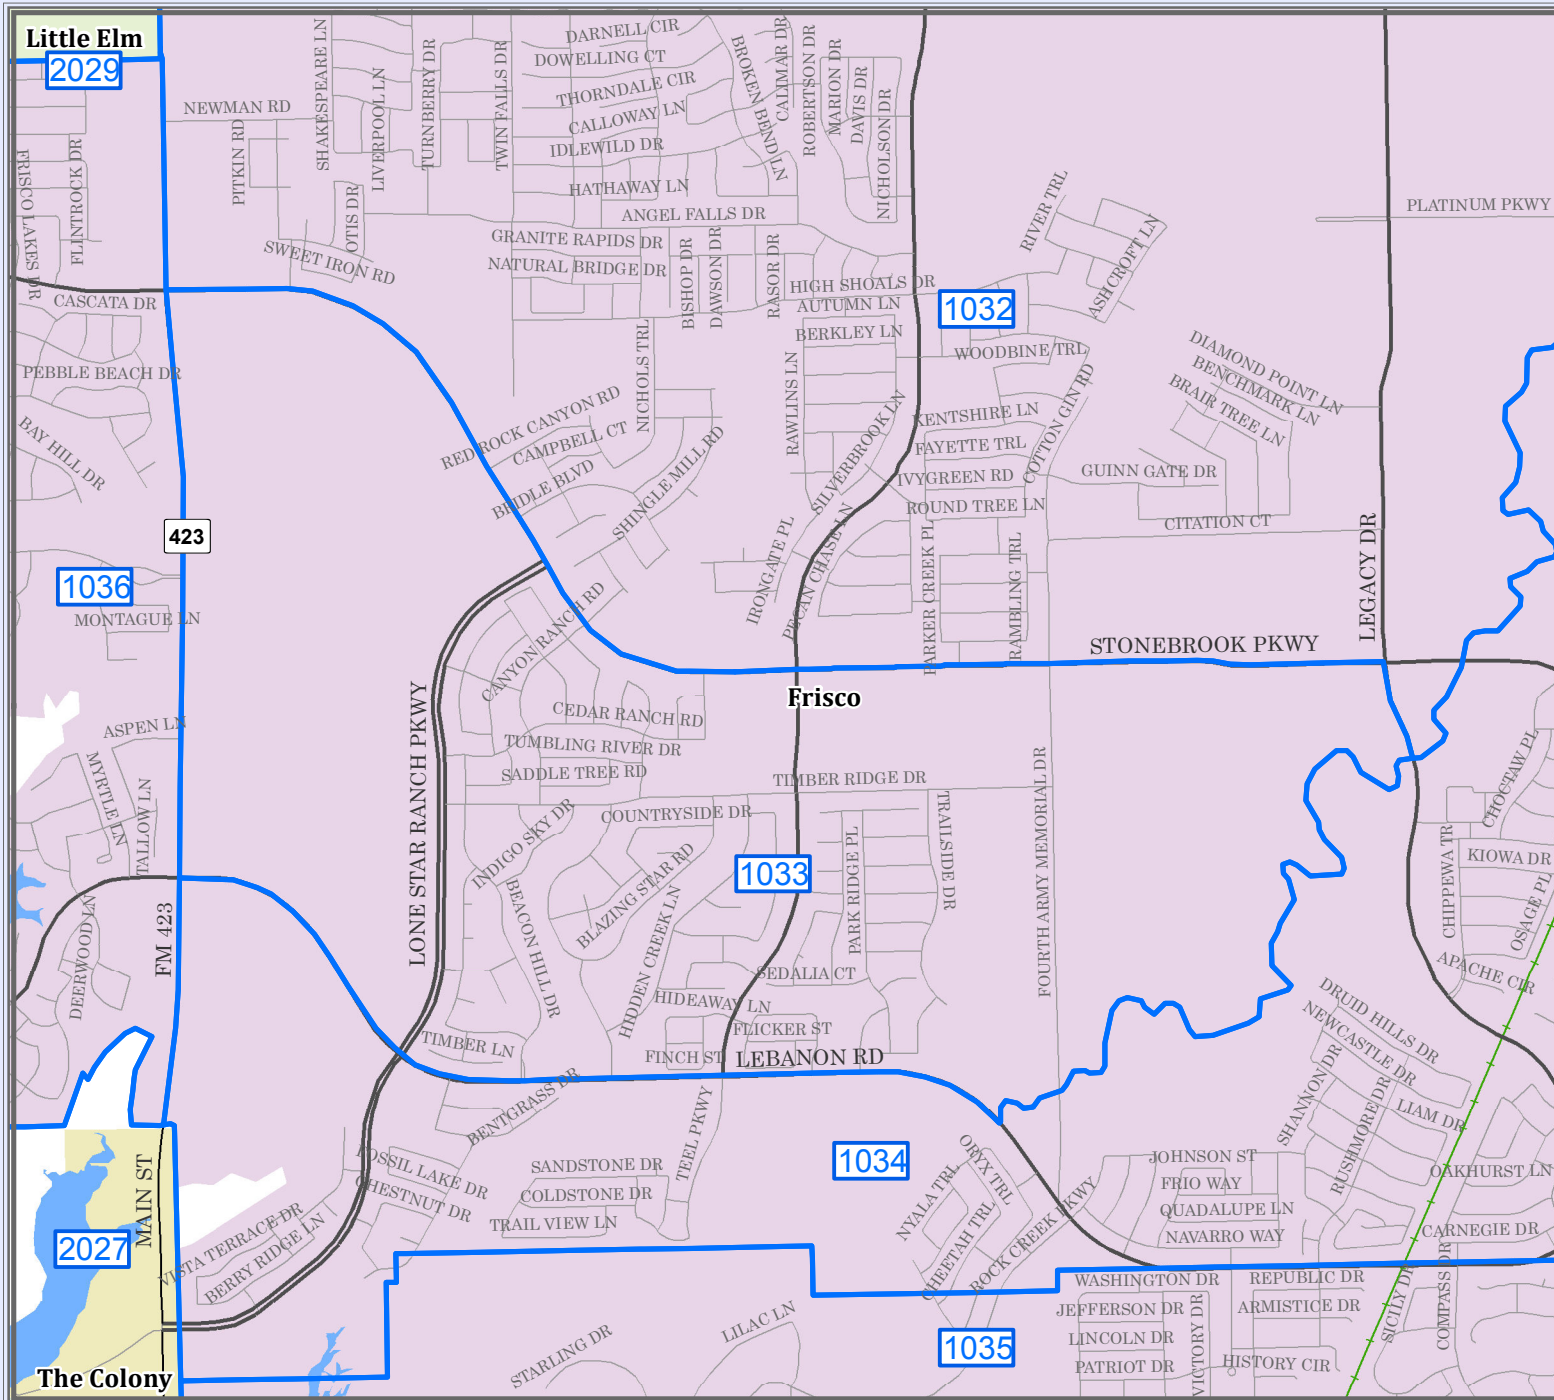 Little Elm
2029
NEWMAN RD
PITKIN RD
SHAKESPEARE LN
LIVERPOOL LN
TURNBERRY DR
TWIN FALLS DR
DARNELL CIR
DOWELLING CT
THORNDALE CIR
CALLOWAY LN
IDLEWILD DR
HATHAWAY LN
ANGEL FALLS DR
BROKEN BEND LN
CALIMAR DR
ROBERTSON DR
MARION DR
DAVIS DR
NICHOLSON DR
FRISCO LAKES DR
FLINTROCK DR
OTIS DR
SWEET IRON RD
GRANITE RAPIDS DR
NATURAL BRIDGE DR
BISHOP DR
DAWSON DR
RASOR DR
HIGH SHOALS DR
AUTUMN LN
BERKLEY LN
RIVER TRL
ASHCROFT LN
PLATINUM PKWY
1032
CASCATA DR
PEBBLE BEACH DR
BAY HILL DR
NICHOLS TRL
RED ROCK CANYON RD
CAMPBELL CT
BRIDLE BLVD
SHINGLE MILL RD
RAWLINS LN
SILVERBROOK LN
WOODBINE TRL
KENTSHIRE LN
FAYETTE TRL
IVYGREEN RD
ROUND TREE LN
COTTON GIN RD
DIAMOND POINT LN
BENCHMARK LN
BRAIR TREE LN
GUINN GATE DR
CITATION CT
LEGACY DR
423
1036
MONTAGUE LN
IRONGATE PL
PECAN CHASE LN
PARKER CREEK PL
RAMBLING TRL
STONEBROOK PKWY
Frisco
CANYON RANCH RD
LONE STAR RANCH PKWY
CEDAR RANCH RD
TUMBLING RIVER DR
SADDLE TREE RD
TIMBER RIDGE DR
ASPEN LN
MYRTLE LN
TALLOW LN
COUNTRYSIDE DR
INDIGO SKY DR
BLAZING STAR RD
1033
PARK RIDGE PL
TRAILSIDE DR
FOURTH ARMY MEMORIAL DR
CHOCTAW PL
CHIPPEWA TR
KIOWA DR
OSAGE PL
APACHE CIR
DEERWOOD LN
FM 423
BEACON HILL DR
HIDDEN CREEK LN
SEDALIA CT
HIDEAWAY LN
FLICKER ST
FINCH ST
LEBANON RD
TIMBER LN
DRUID HILLS DR
NEWCASTLE DR
SHANNON DR
RUSHMORE DR
LIAM DR
BENTGRASS DR
TEEL PKWY
1034
FOSSIL LAKE DR
CHESTNUT DR
SANDSTONE DR
COLDSTONE DR
TRAIL VIEW LN
NYALA TRL
ORYX TRL
CHEETAH TRL
ROCK CREEK PKWY
JOHNSON ST
FRIO WAY
QUADALUPE LN
NAVARRO WAY
OAKHURST LN
CARNEGIE DR
MAIN ST
2027
VISTA TERRACE DR
BERRY RIDGE LN
WASHINGTON DR
REPUBLIC DR
JEFFERSON DR
ARMISTICE DR
LINCOLN DR
PATRIOT DR
VICTORY DR
HISTORY CIR
SICILY DR
COMPASS DR
1035
STARLING DR
LILAC LN
The Colony